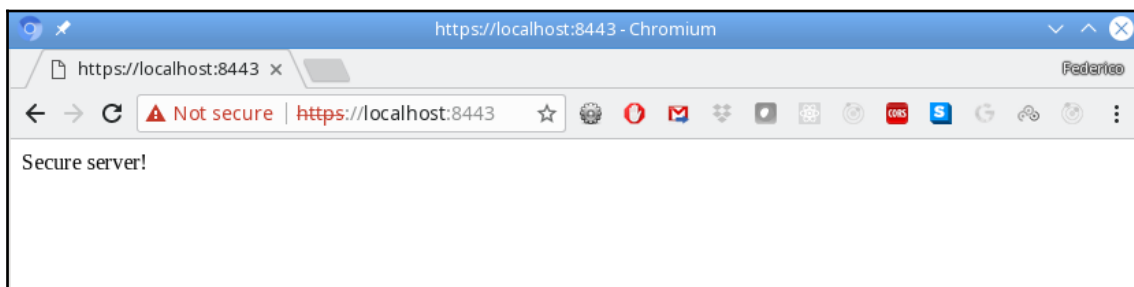 https://localhost:8443 - Chromium
https://localhost:8443
Federico
Not secure | https://localhost:8443
CORS
S
G
Secure server!